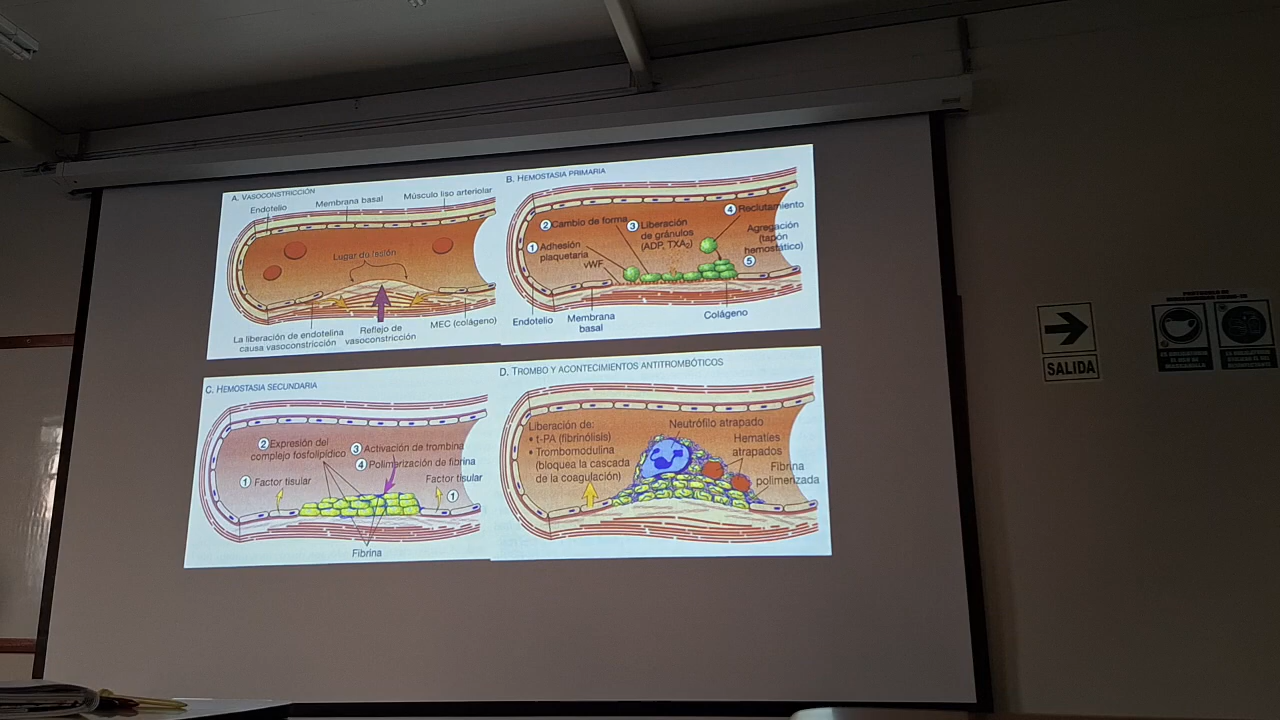 A. VASOCONSTRICCIÓN
Endotelio
Membrana basal
Músculo liso arteriolar
Lugar de lesión
La liberación de endotelina
causa vasoconstricción
Reflejo de
vasoconstricción
MEC (colágeno)
B. HEMOSTASIA PRIMARIA
2 Cambio de forma
3 Liberación
de gránulos
(ADP, TXA₂)
4 Reclutamiento
1 Adhesión
plaquetaria
vWF
Agregación
(tapón
hemostático)
5
Endotelio
Membrana
basal
Colágeno
C. HEMOSTASIA SECUNDARIA
2 Expresión del
complejo fosfolipídico
3 Activación de trombina
4 Polimerización de fibrina
1 Factor tisular
Factor tisular
1
Fibrina
D. TROMBO Y ACONTECIMIENTOS ANTITROMBÓTICOS
Liberación de:
• t-PA (fibrinólisis)
• Trombomodulina
(bloquea la cascada
de la coagulación)
Neutrófilo atrapado
Hematíes
atrapados
Fibrina
polimerizada
SALIDA